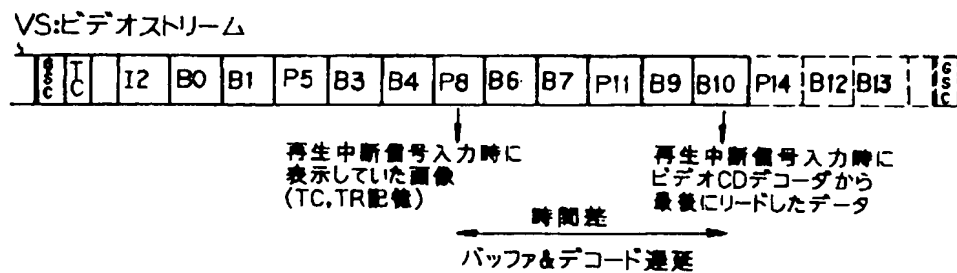 VS:ビデオストリーム
GSC TC I2 B0 B1 P5 B3 B4 P8 B6 B7 P11 B9 B10 P14 B12 B13 GSC
再生中断信号入力時に
表示していた画像
(TC,TR記憶)
再生中断信号入力時に
ビデオCDデコーダから
最後にリードしたデータ
時間差
バッファ&デコード遅延